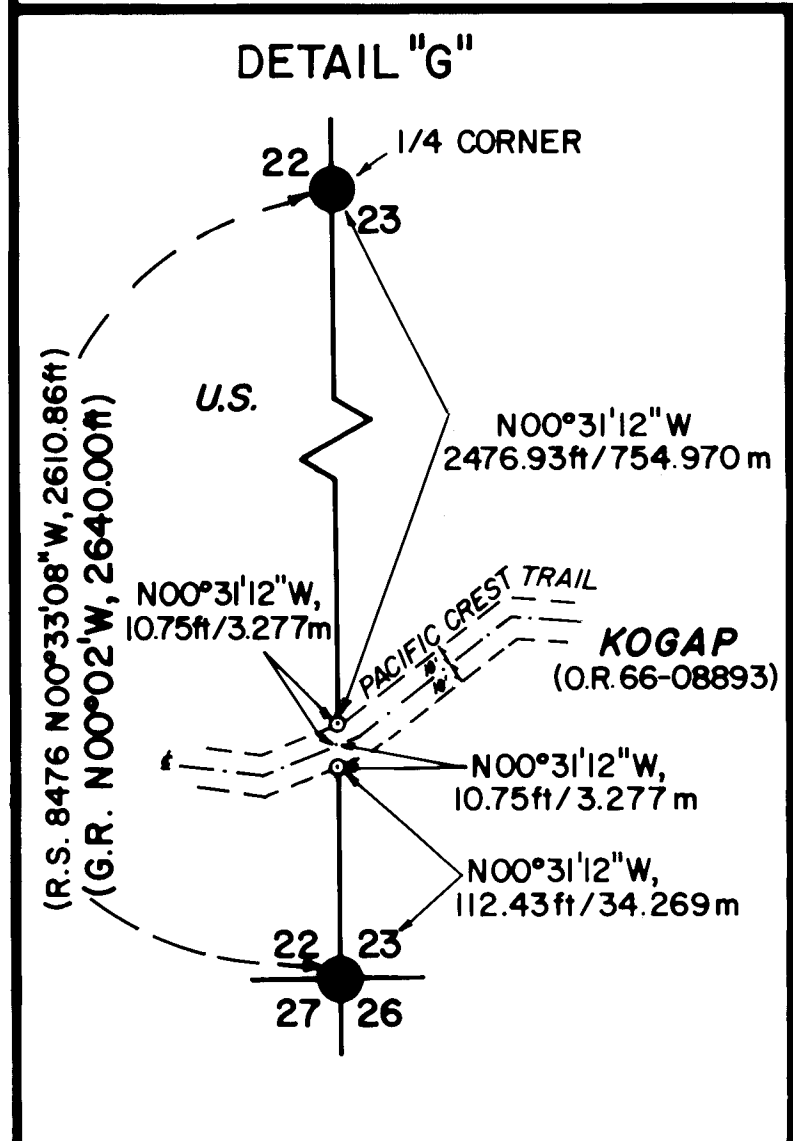 DETAIL "G"
22
1/4 CORNER
23
(R.S. 8476 N00°33'08"W, 2610.86ft)
(G.R. N00°02'W, 2640.00ft)
U.S.
N00°31'12"W
2476.93ft/754.970m
N00°31'12"W,
10.75ft/3.277m
PACIFIC CREST TRAIL
10'
10'
KOGAP
(O.R. 66-08893)
N00°31'12"W,
10.75ft/3.277m
N00°31'12"W,
112.43ft/34.269m
22 23
27 26